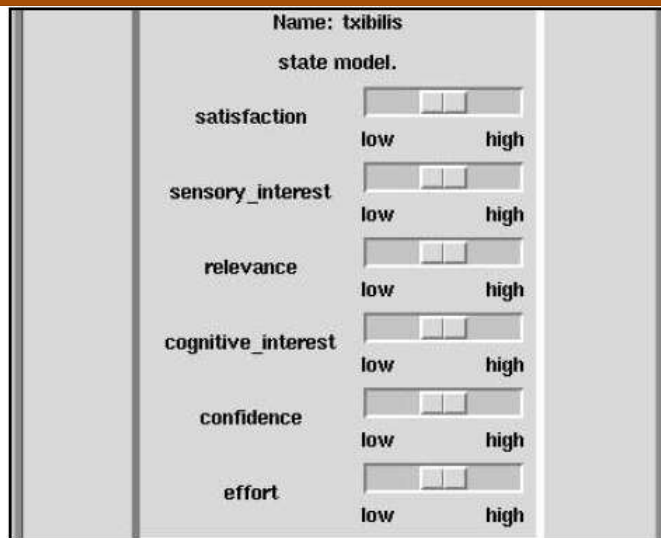 Name: txibilis
state model.
satisfaction
low high
sensory_interest
low high
relevance
low high
cognitive_interest
low high
confidence
low high
effort
low high